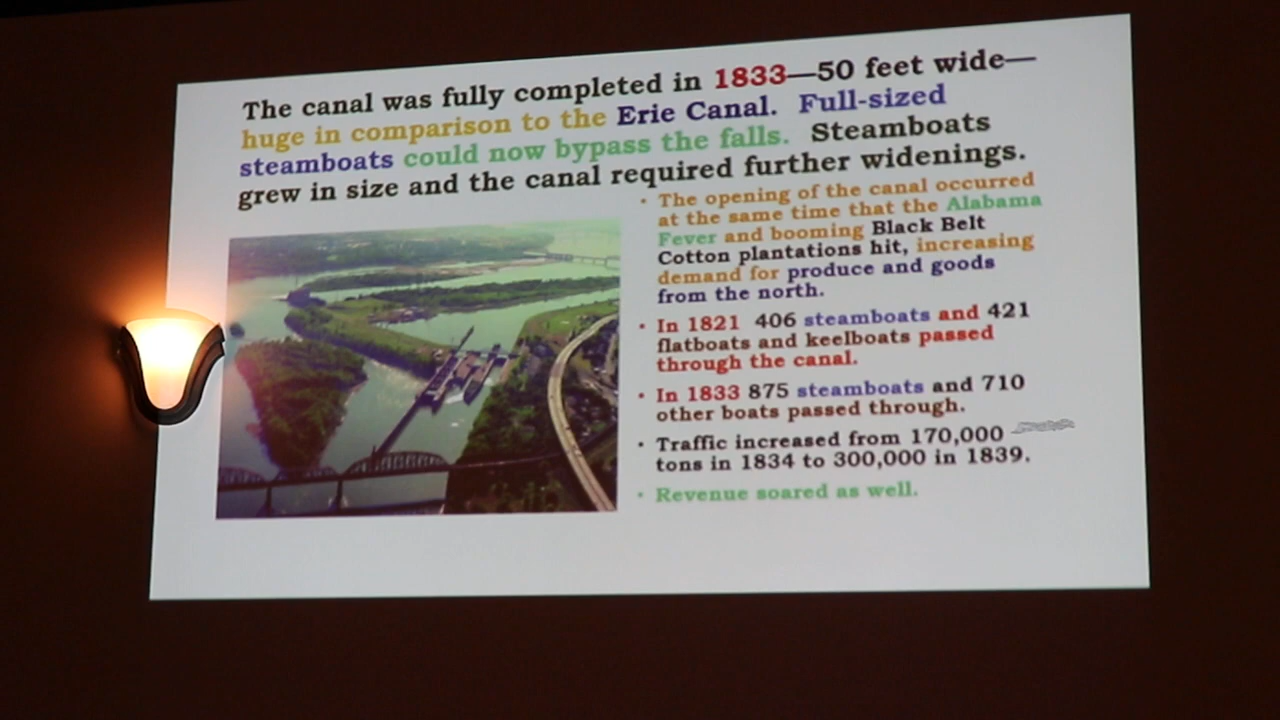 The canal was fully completed in 1833—50 feet wide—
huge in comparison to the Erie Canal. Full-sized
steamboats could now bypass the falls. Steamboats
grew in size and the canal required further widenings.
• The opening of the canal occurred
at the same time that the Alabama
Fever and booming Black Belt
Cotton plantations hit, increasing
demand for produce and goods
from the north.
• In 1821 406 steamboats and 421
flatboats and keelboats passed
through the canal.
• In 1833 875 steamboats and 710
other boats passed through.
• Traffic increased from 170,000
tons in 1834 to 300,000 in 1839.
• Revenue soared as well.